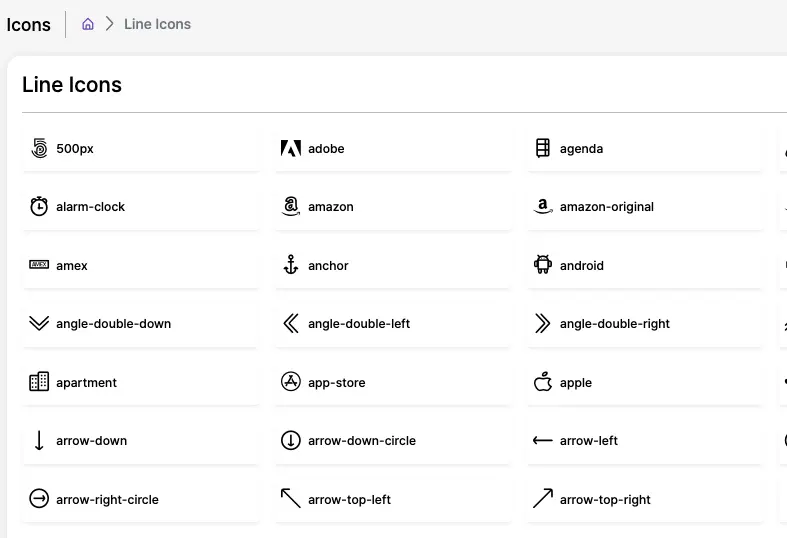 Icons Line Icons
Line Icons
500px adobe agenda
alarm-clock amazon amazon-original
AMEX amex anchor android
angle-double-down angle-double-left angle-double-right
apartment app-store apple
arrow-down arrow-down-circle arrow-left
arrow-right-circle arrow-top-left arrow-top-right